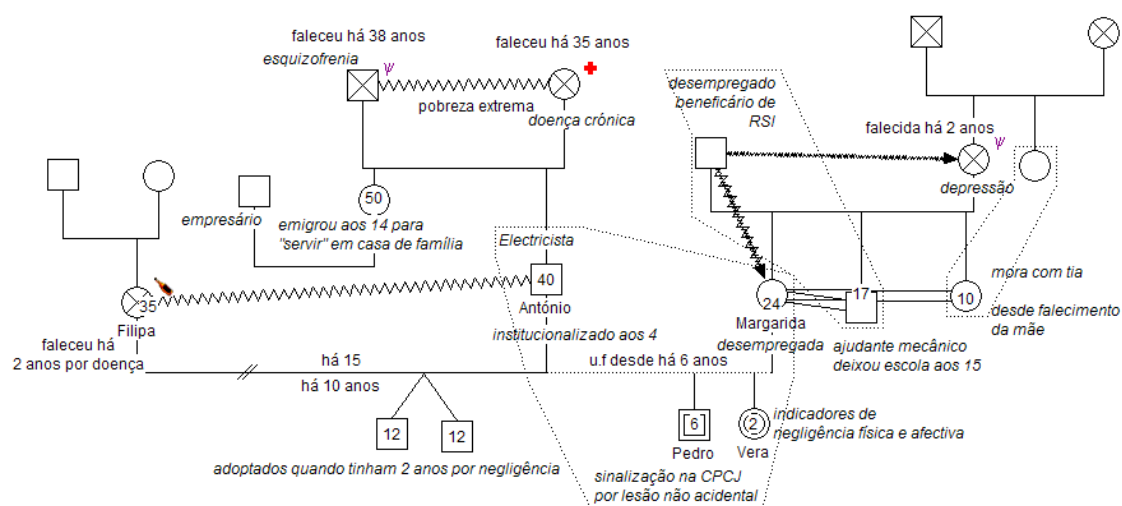 faleceu há 38 anos
esquizofrenia
faleceu há 35 anos
pobreza extrema
doença crónica
desempregado
beneficário de
RSI
falecida há 2 anos
depressão
empresário
50
emigrou aos 14 para
"servir" em casa de família
Electricista
40
António
institucionalizado aos 4
35
Filipa
faleceu há
2 anos por doença
24
Margarida
desempregada
17
ajudante mecânico
deixou escola aos 15
10
mora com tia
desde falecimento
da mãe
há 15
há 10 anos
u.f desde há 6 anos
12
12
adoptados quando tinham 2 anos por negligência
6
Pedro
2
Vera
indicadores de
negligência física e afectiva
sinalização na CPCJ
por lesão não acidental